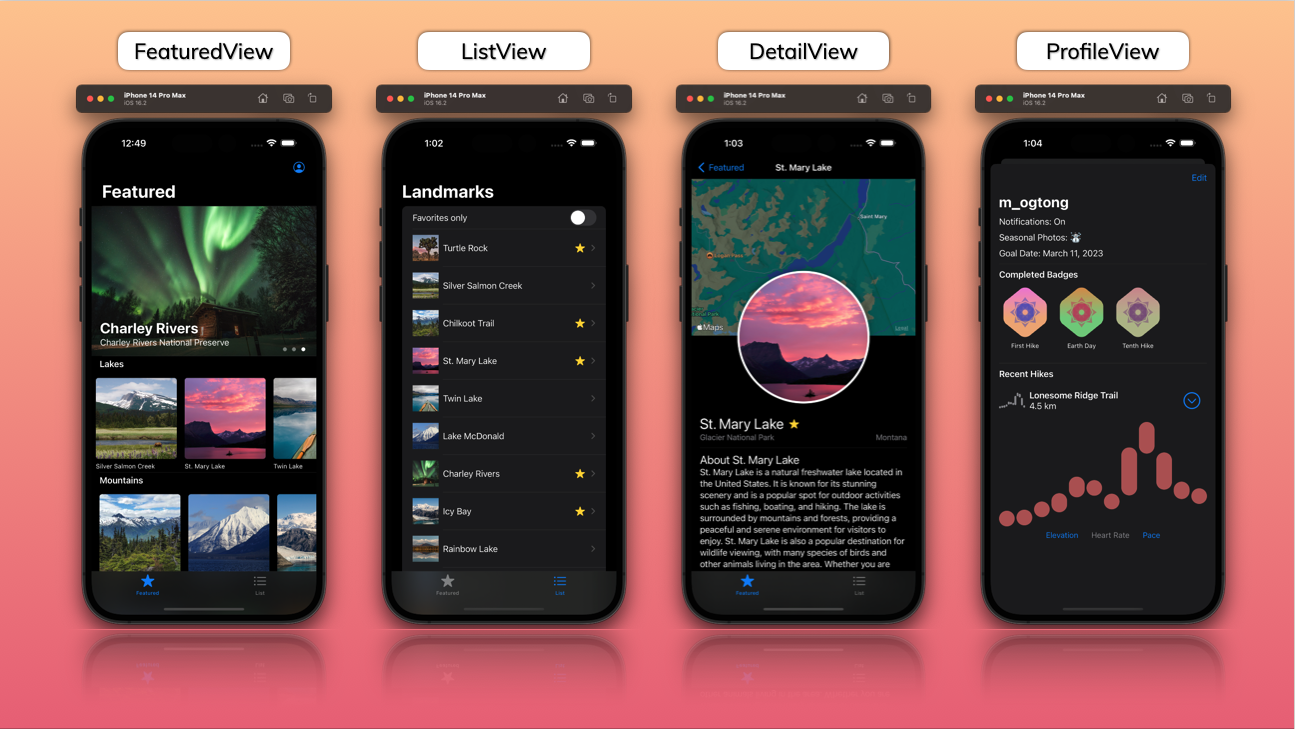 FeaturedView
iPhone 14 Pro Max
iOS 16.2
12:49
Featured
Charley Rivers
Charley Rivers National Preserve
Lakes
Silver Salmon Creek
St. Mary Lake
Twin Lake
Mountains
Featured
List
ListView
iPhone 14 Pro Max
iOS 16.2
1:02
Landmarks
Favorites only
Turtle Rock
Silver Salmon Creek
Chilkoot Trail
St. Mary Lake
Twin Lake
Lake McDonald
Charley Rivers
Icy Bay
Rainbow Lake
Featured
List
DetailView
iPhone 14 Pro Max
iOS 16.2
1:03
Featured
St. Mary Lake
Saint Mary
Logan Pass
Maps
Legal
St. Mary Lake
Glacier National Park
Montana
About St. Mary Lake
St. Mary Lake is a natural freshwater lake located in
the United States. It is known for its stunning
scenery and is a popular spot for outdoor activities
such as fishing, boating, and hiking. The lake is
surrounded by mountains and forests, providing a
peaceful and serene environment for visitors to
enjoy. St. Mary Lake is also a popular destination for
wildlife viewing, with many species of birds and
other animals living in the area. Whether you are
Featured
List
ProfileView
iPhone 14 Pro Max
iOS 16.2
1:04
Edit
m_ogtong
Notifications: On
Seasonal Photos: ☃️
Goal Date: March 11, 2023
Completed Badges
First Hike
Earth Day
Tenth Hike
Recent Hikes
Lonesome Ridge Trail
4.5 km
Elevation
Heart Rate
Pace